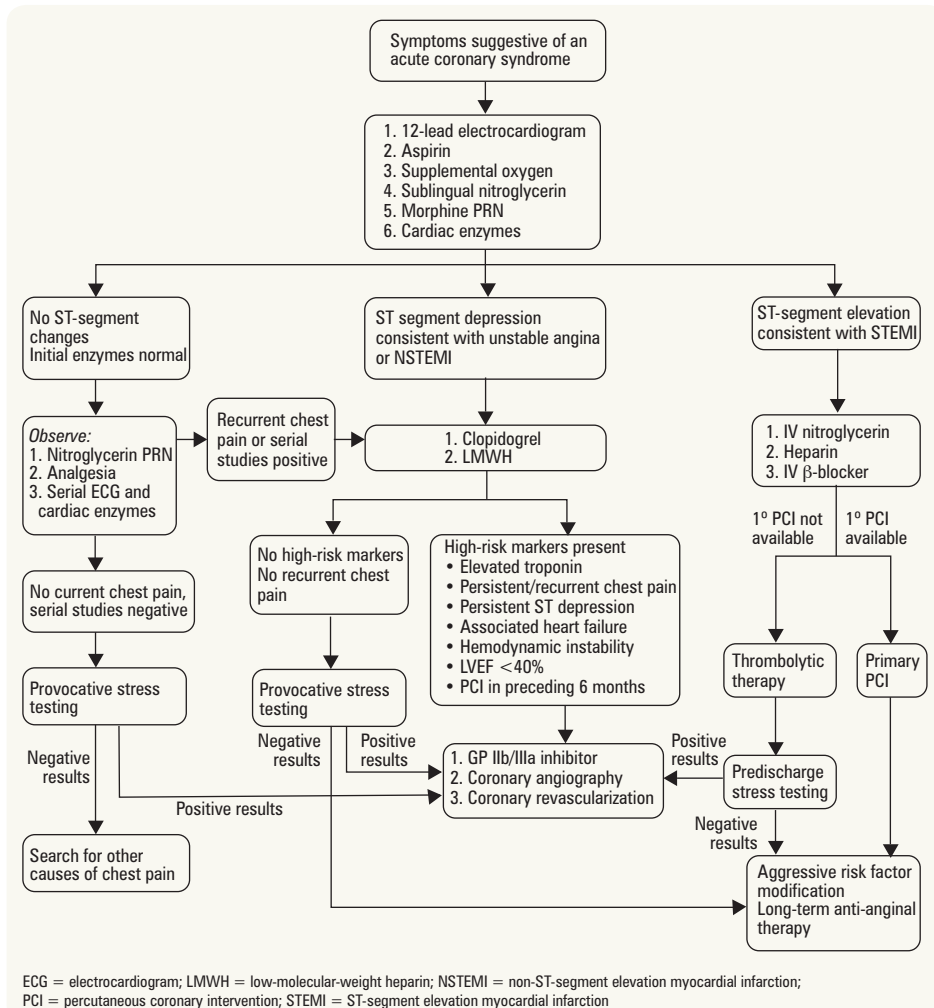 Symptoms suggestive of an
acute coronary syndrome
1. 12-lead electrocardiogram
2. Aspirin
3. Supplemental oxygen
4. Sublingual nitroglycerin
5. Morphine PRN
6. Cardiac enzymes
No ST-segment
changes
Initial enzymes normal
ST segment depression
consistent with unstable angina
or NSTEMI
ST-segment elevation
consistent with STEMI
Observe:
1. Nitroglycerin PRN
2. Analgesia
3. Serial ECG and
cardiac enzymes
Recurrent chest
pain or serial
studies positive
1. Clopidogrel
2. LMWH
1. IV nitroglycerin
2. Heparin
3. IV β-blocker
1º PCI not
available
1º PCI
available
No current chest pain,
serial studies negative
No high-risk markers
No recurrent chest
pain
High-risk markers present
• Elevated troponin
• Persistent/recurrent chest pain
• Persistent ST depression
• Associated heart failure
• Hemodynamic instability
• LVEF <40%
• PCI in preceding 6 months
Thrombolytic
therapy
Primary
PCI
Provocative stress
testing
Provocative stress
testing
Negative
results
Positive results
Negative
results
Positive
results
1. GP IIb/IIIa inhibitor
2. Coronary angiography
3. Coronary revascularization
Positive
results
Predischarge
stress testing
Negative
results
Search for other
causes of chest pain
Aggressive risk factor
modification
Long-term anti-anginal
therapy
ECG = electrocardiogram; LMWH = low-molecular-weight heparin; NSTEMI = non-ST-segment elevation myocardial infarction;
PCI = percutaneous coronary intervention; STEMI = ST-segment elevation myocardial infarction